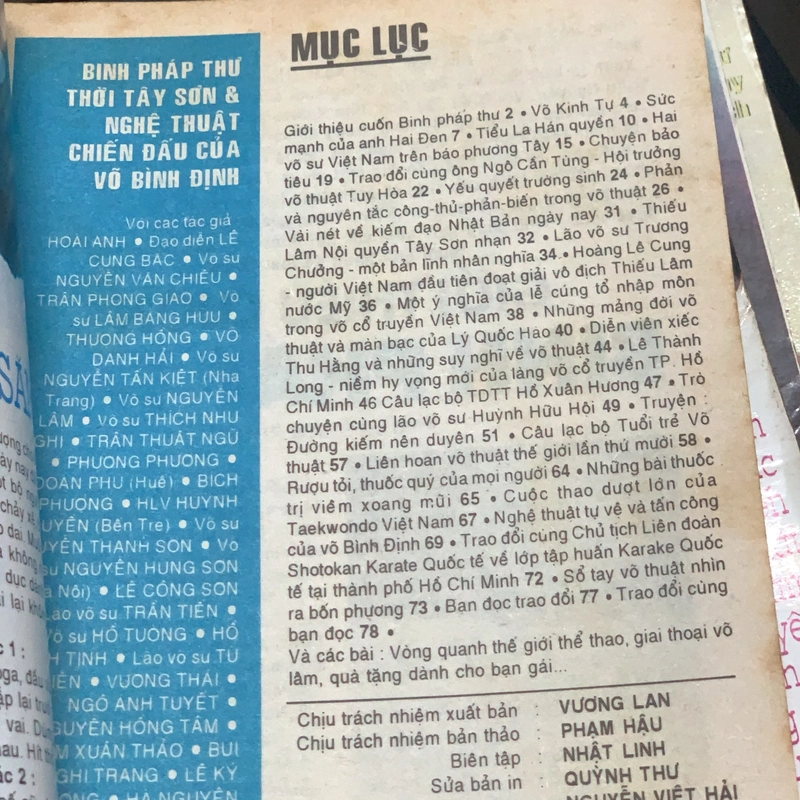 BINH PHÁP THƯ
THỜI TÂY SƠN &
NGHỆ THUẬT
CHIẾN ĐẤU CỦA
VÕ BÌNH ĐỊNH
Với các tác giả
HOÀI ANH • Đạo diễn LÊ
CUNG BẮC • Võ sư
NGUYỄN VĂN CHIÊU •
TRẦN PHONG GIAO • Võ
sư LÂM BÀNG HỮU •
THƯƠNG HỒNG • VÕ
DANH HẢI • Võ sư
NGUYỄN TẤN KIỆT (Nha
Trang) • Võ sư NGUYÊN
LÂM • Võ sư THÍCH NHU
TRẦN THUẬT NGỮ
• PHƯƠNG PHƯƠNG •
ĐOÀN PHÚ (Huế) • BÍCH
PHƯỢNG • HLV HUỲNH
(Bến Tre) • Võ sư
THANH SƠN • Võ
sư NGUYỄN HÙNG SƠN
Nội) • LÊ CÔNG SƠN
Lão võ sư TRẦN TIẾN •
Võ sư HỒ TƯỜNG • HỒ
TỊNH • Lão võ sư TỪ
• VƯƠNG THÁI •
NGÔ ÁNH TUYẾT •
NGUYÊN HỒNG TÂM •
XUÂN THẢO • BÙI
TRANG • LÊ KÝ
MỤC LỤC
Giới thiệu cuốn Binh pháp thư 2 • Võ Kinh Tự 4 • Sức
mạnh của anh Hai Đen 7 • Tiểu La Hán quyền 10 • Hai
võ sư Việt Nam trên báo phương Tây 15 • Chuyện bảo
tiêu 19 • Trao đổi cùng ông Ngô Cần Tùng - Hội trưởng
võ thuật Tuy Hòa 22 • Yếu quyết trường sinh 24 • Phản
và nguyên tắc công-thủ-phản-biến trong võ thuật 26 •
Vài nét về kiếm đạo Nhật Bản ngày nay 31 • Thiếu
Lâm Nội quyền Tây Sơn nhạn 32 • Lão võ sư Trương
Chưởng - một bản lĩnh nhân nghĩa 34 • Hoàng Lê Cung
- người Việt Nam đầu tiên đoạt giải vô địch Thiếu Lâm
nước Mỹ 36 • Một ý nghĩa của lễ cúng tổ nhập môn
trong võ cổ truyền Việt Nam 38 • Những mảng đời võ
thuật và màn bạc của Lý Quốc Hào 40 • Diễn viên xiếc
Thu Hằng và những suy nghĩ về võ thuật 44 • Lê Thành
Long - niềm hy vọng mới của làng võ cổ truyền TP. Hồ
Chí Minh 46 Câu lạc bộ TDTT Hồ Xuân Hương 47 • Trò
chuyện cùng lão võ sư Huỳnh Hữu Hội 49 • Truyện :
Đường kiếm nên duyên 51 • Câu lạc bộ Tuổi trẻ Võ
thuật 57 • Liên hoan võ thuật thế giới lần thứ mười 58 •
Rượu tỏi, thuốc quý của mọi người 64 • Những bài thuốc
trị viêm xoang mũi 65 • Cuộc thao dượt lớn của
Taekwondo Việt Nam 67 • Nghệ thuật tự vệ và tấn công
của võ Bình Định 69 • Trao đổi cùng Chủ tịch Liên đoàn
Shotokan Karate Quốc tế về lớp tập huấn Karake Quốc
tế tại thành phố Hồ Chí Minh 72 • Sổ tay võ thuật nhìn
ra bốn phương 73 • Bạn đọc trao đổi 77 • Trao đổi cùng
bạn đọc 78 •
Và các bài : Vòng quanh thế giới thể thao, giai thoại võ
lâm, quà tặng dành cho bạn gái...
Chịu trách nhiệm xuất bản : VƯƠNG LAN
Chịu trách nhiệm bản thảo : PHẠM HẬU
Biên tập : NHẬT LINH
Sửa bản in : QUỲNH THƯ
NGUYỄN VIỆT HẢI